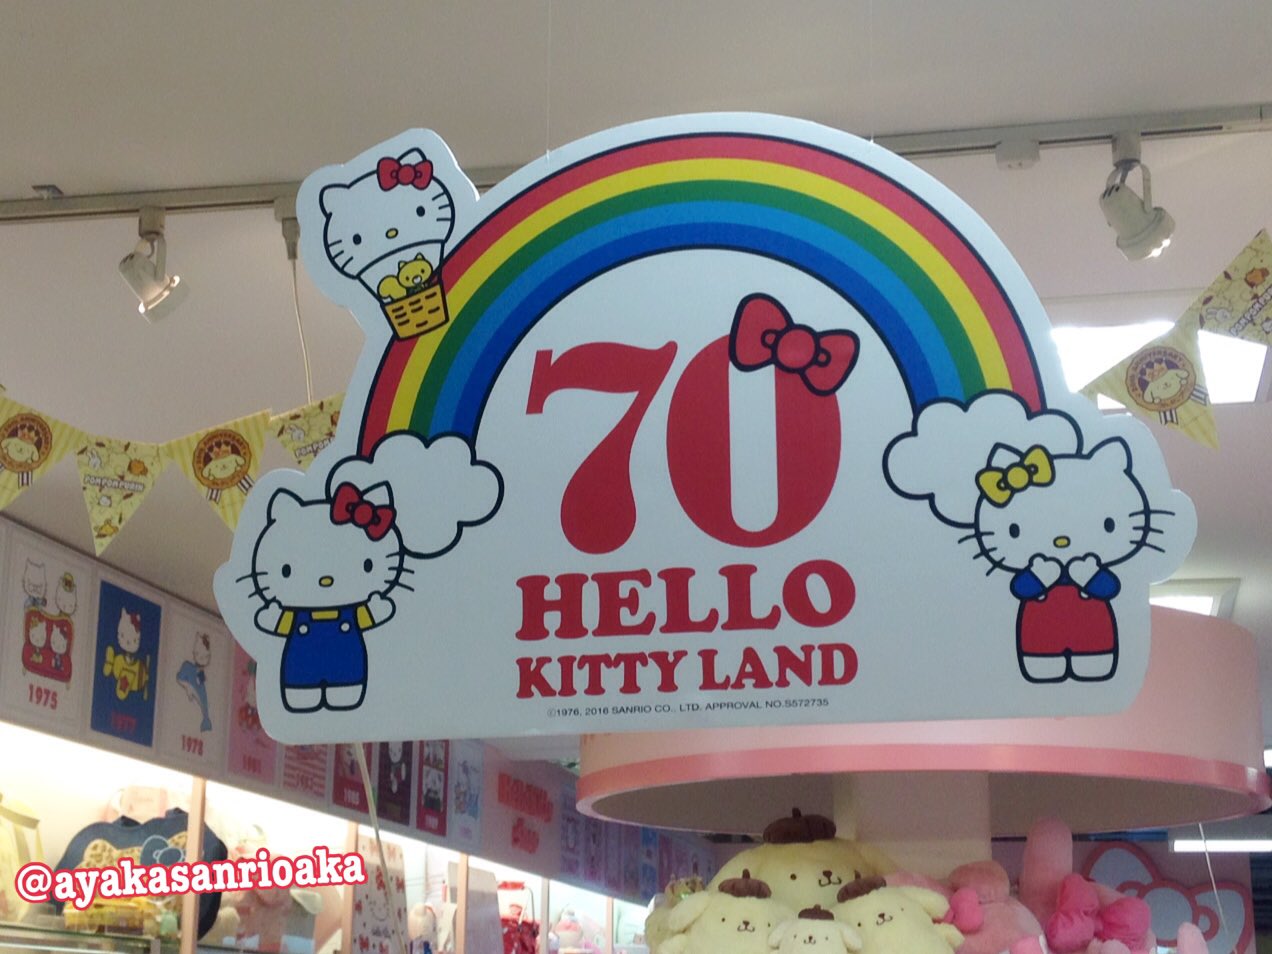 70
HELLO
KITTY LAND
©1976, 2016 SANRIO CO., LTD. APPROVAL NO.S572735
POMPOMPURIN
1975
1977
1978
@ayakasanrioaka